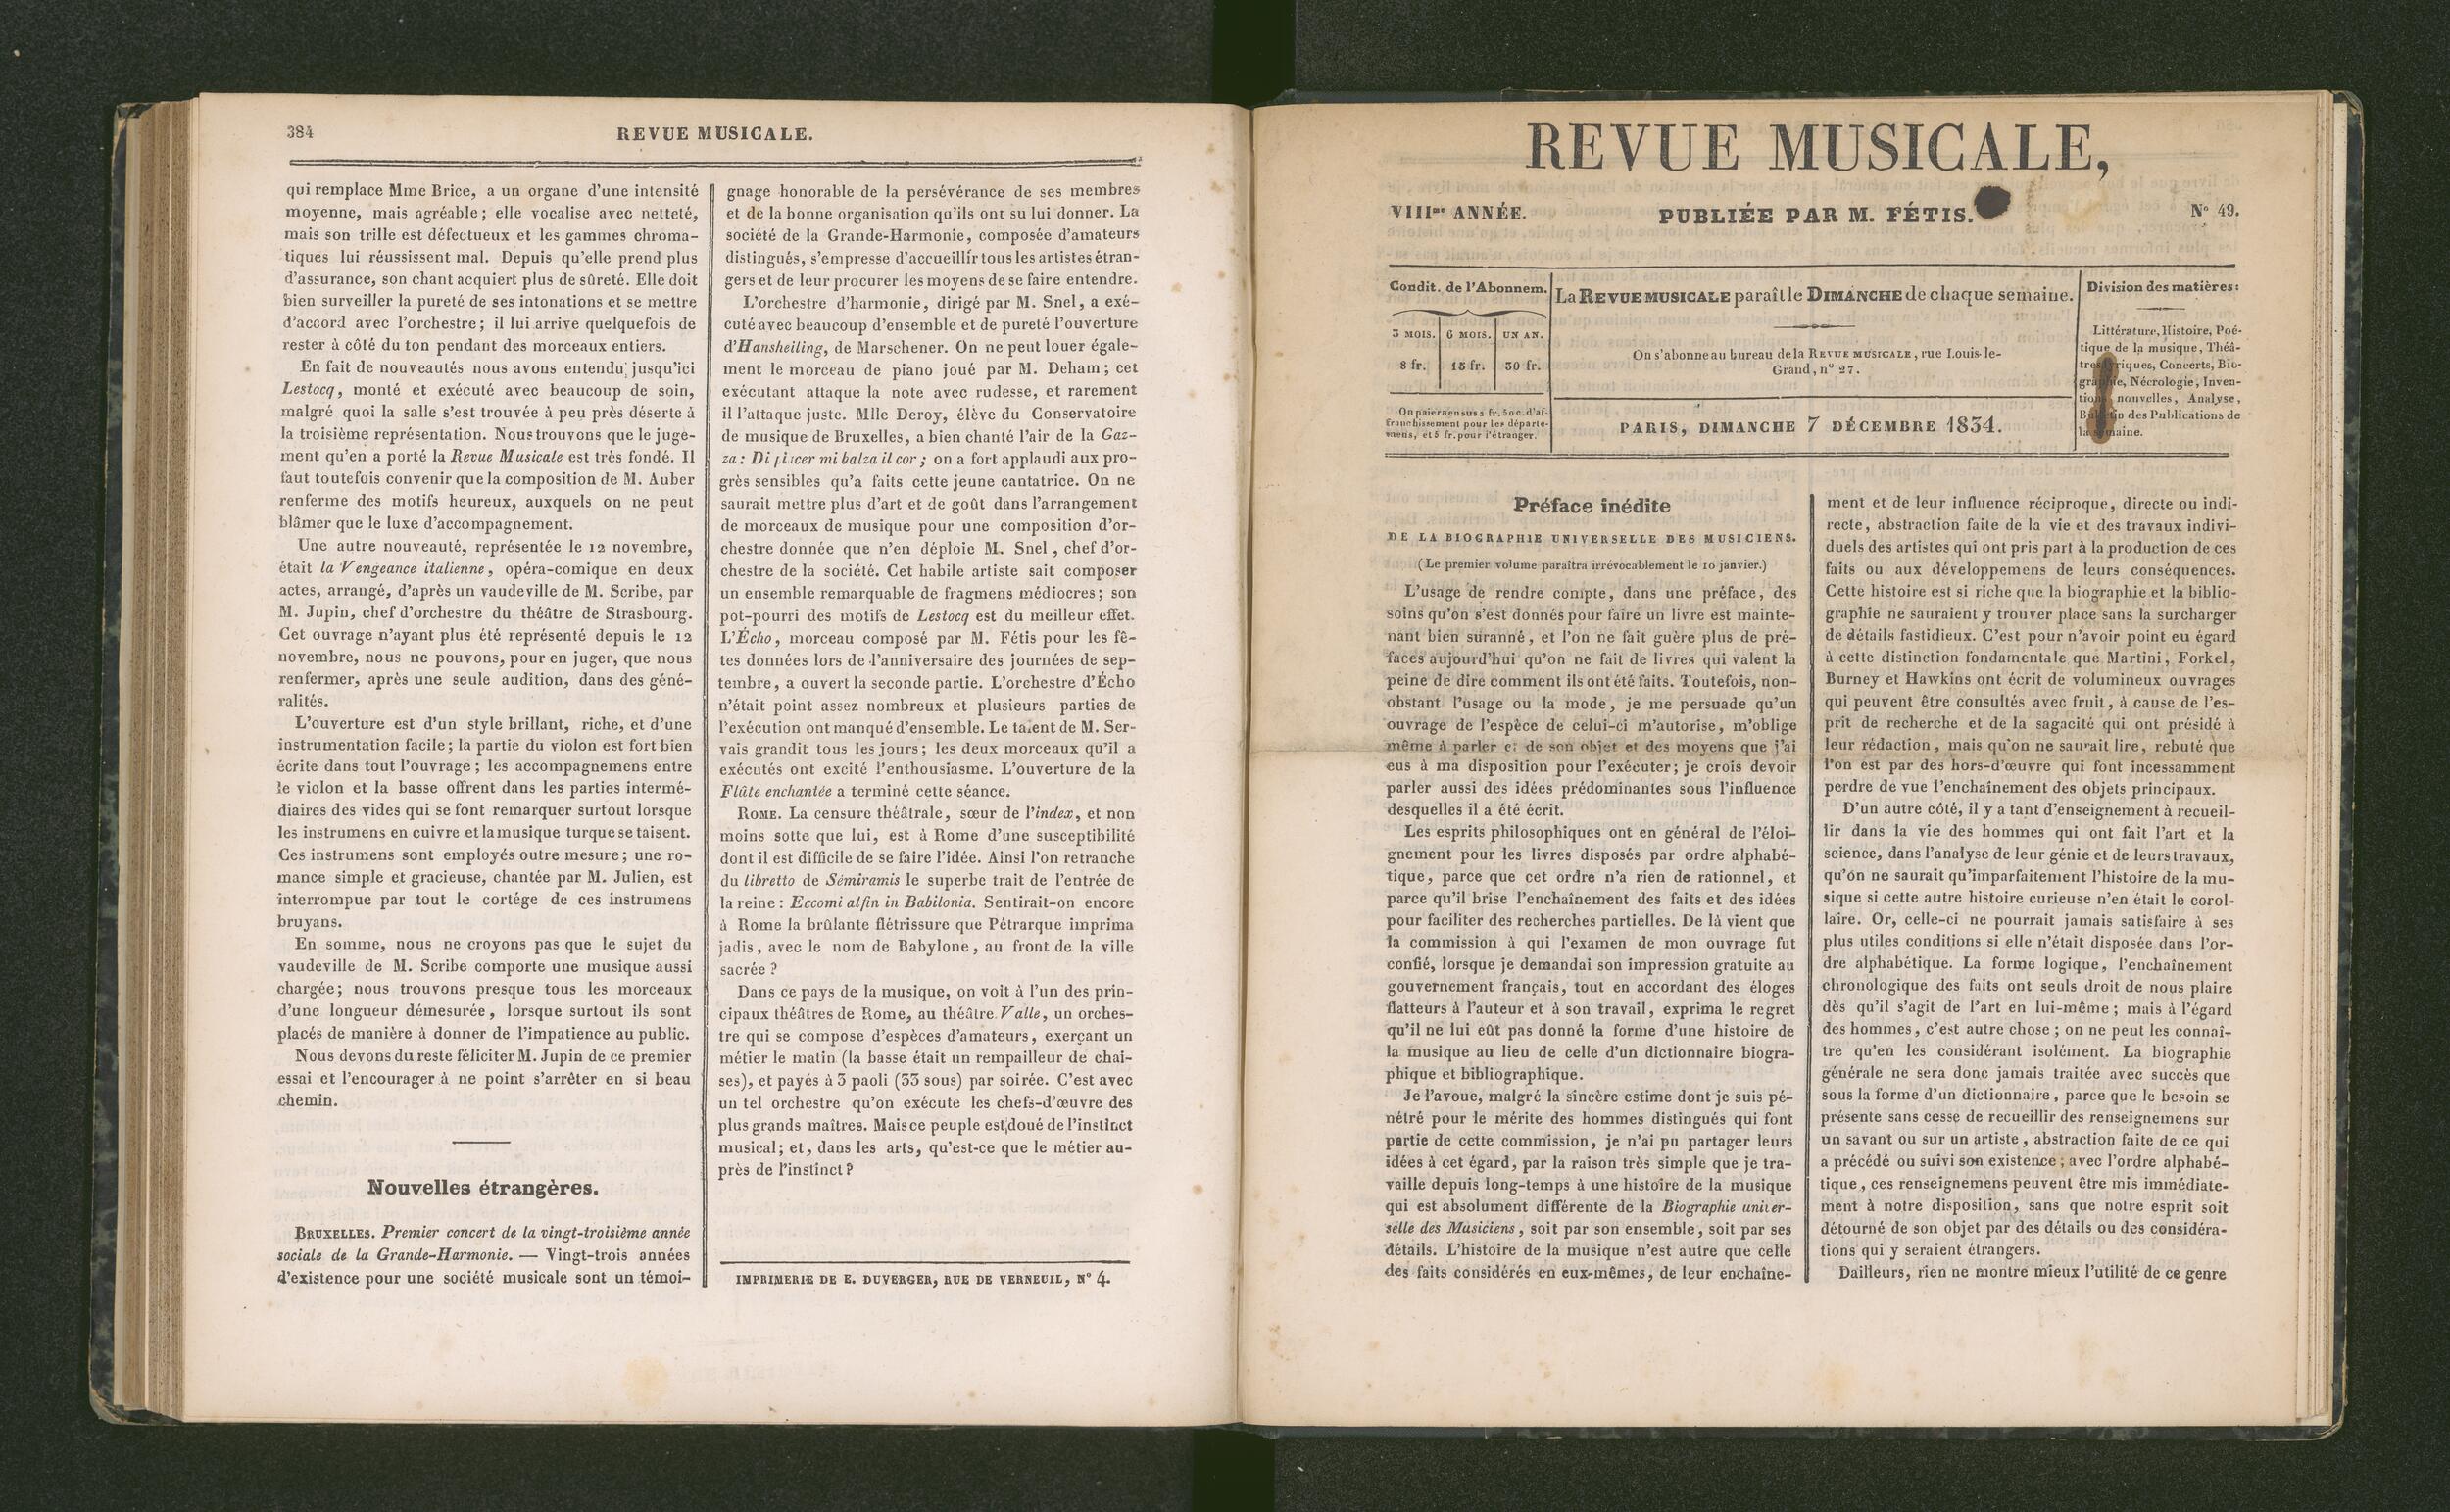 384
REVUE MUSICALE.
qui remplace Mme Brice, a un organe d'une intensité
moyenne, mais agréable; elle vocalise avec netteté,
mais son trille est défectueux et les gammes chroma-
tiques lui réussissent mal. Depuis qu'elle prend plus
d'assurance, son chant acquiert plus de sûreté. Elle doit
bien surveiller la pureté de ses intonations et se mettre
d'accord avec l'orchestre; il lui arrive quelquefois de
rester à côté du ton pendant des morceaux entiers.
En fait de nouveautés nous avons entendu jusqu'ici
Lestocq, monté et exécuté avec beaucoup de soin,
malgré quoi la salle s'est trouvée à peu près déserte à
la troisième représentation. Nous trouvons que le juge-
ment qu'en a porté la Revue Musicale est très fondé. Il
faut toutefois convenir que la composition de M. Auber
renferme des motifs heureux, auxquels on ne peut
blâmer que le luxe d'accompagnement.
Une autre nouveauté, représentée le 12 novembre,
était la Vengeance italienne, opéra-comique en deux
actes, arrangé, d'après un vaudeville de M. Scribe, par
M. Jupin, chef d'orchestre du théâtre de Strasbourg.
Cet ouvrage n'ayant plus été représenté depuis le 12
novembre, nous ne pouvons, pour en juger, que nous
renfermer, après une seule audition, dans des géné-
ralités.
L'ouverture est d'un style brillant, riche, et d'une
instrumentation facile; la partie du violon est fort bien
écrite dans tout l'ouvrage; les accompagnemens entre
le violon et la basse offrent dans les parties intermé-
diaires des vides qui se font remarquer surtout lorsque
les instrumens en cuivre et la musique turque se taisent.
Ces instrumens sont employés outre mesure; une ro-
mance simple et gracieuse, chantée par M. Julien, est
interrompue par tout le cortége de ces instrumens
bruyans.
En somme, nous ne croyons pas que le sujet du
vaudeville de M. Scribe comporte une musique aussi
chargée; nous trouvons presque tous les morceaux
d'une longueur démesurée, lorsque surtout ils sont
placés de manière à donner de l'impatience au public.
Nous devons du reste féliciter M. Jupin de ce premier
essai et l'encourager à ne point s'arrêter en si beau
chemin.
Nouvelles étrangères.
BRUXELLES. Premier concert de la vingt-troisième année
sociale de la Grande-Harmonie. — Vingt-trois années
d'existence pour une société musicale sont un témoi-
gnage honorable de la persévérance de ses membres
et de la bonne organisation qu'ils ont su lui donner. La
société de la Grande-Harmonie, composée d'amateurs
distingués, s'empresse d'accueillir tous les artistes étran-
gers et de leur procurer les moyens de se faire entendre.
L'orchestre d'harmonie, dirigé par M. Snel, a exé-
cuté avec beaucoup d'ensemble et de pureté l'ouverture
d'Hansheiling, de Marschener. On ne peut louer égale-
ment le morceau de piano joué par M. Deham; cet
exécutant attaque la note avec rudesse, et rarement
il l'attaque juste. Mlle Deroy, élève du Conservatoire
de musique de Bruxelles, a bien chanté l'air de la Gaz-
za: Di piacer mi balza il cor; on a fort applaudi aux pro-
grès sensibles qu'a faits cette jeune cantatrice. On ne
saurait mettre plus d'art et de goût dans l'arrangement
de morceaux de musique pour une composition d'or-
chestre donnée que n'en déploie M. Snel, chef d'or-
chestre de la société. Cet habile artiste sait composer
un ensemble remarquable de fragmens médiocres; son
pot-pourri des motifs de Lestocq est du meilleur effet.
L'Écho, morceau composé par M. Fétis pour les fê-
tes données lors de l'anniversaire des journées de sep-
tembre, a ouvert la seconde partie. L'orchestre d'Écho
n'était point assez nombreux et plusieurs parties de
l'exécution ont manqué d'ensemble. Le talent de M. Ser-
vais grandit tous les jours; les deux morceaux qu'il a
exécutés ont excité l'enthousiasme. L'ouverture de la
Flûte enchantée a terminé cette séance.
ROME. La censure théâtrale, sœur de l'index, et non
moins sotte que lui, est à Rome d'une susceptibilité
dont il est difficile de se faire l'idée. Ainsi l'on retranche
du libretto de Sémiramis le superbe trait de l'entrée de
la reine: Eccomi alfin in Babilonia. Sentirait-on encore
à Rome la brûlante flétrissure que Pétrarque imprima
jadis, avec le nom de Babylone, au front de la ville
sacrée?
Dans ce pays de la musique, on voit à l'un des prin-
cipaux théâtres de Rome, au théâtre Valle, un orches-
tre qui se compose d'espèces d'amateurs, exerçant un
métier le matin (la basse était un rempailleur de chai-
ses), et payés à 3 paoli (33 sous) par soirée. C'est avec
un tel orchestre qu'on exécute les chefs-d'œuvre des
plus grands maîtres. Mais ce peuple est doué de l'instinct
musical; et, dans les arts, qu'est-ce que le métier au-
près de l'instinct?
IMPRIMERIE DE E. DUVERGER, RUE DE VERNEUIL, N° 4.
REVUE MUSICALE,
VIIIme ANNÉE.
PUBLIÉE PAR M. FÉTIS.
N° 49.
Condit. de l'Abonnem.
3 MOIS. 6 MOIS. UN AN.
8 fr. 15 fr. 30 fr.
On paiera en sus 2 fr. 50 c. d'af-
franchissement pour les départe-
mens, et 5 fr. pour l'étranger.
La REVUE MUSICALE paraît le DIMANCHE de chaque semaine.
On s'abonne au bureau de la REVUE MUSICALE, rue Louis-le-
Grand, n° 27.
PARIS, DIMANCHE 7 DÉCEMBRE 1834.
Division des matières:
Littérature, Histoire, Poé-
tique de la musique, Théâ-
tres lyriques, Concerts, Bio-
graphie, Nécrologie, Inven-
tions nouvelles, Analyse,
Bulletin des Publications de
la semaine.
Préface inédite
DE LA BIOGRAPHIE UNIVERSELLE DES MUSICIENS.
(Le premier volume paraîtra irrévocablement le 10 janvier.)
L'usage de rendre compte, dans une préface, des
soins qu'on s'est donnés pour faire un livre est mainte-
nant bien suranné, et l'on ne fait guère plus de pré-
faces aujourd'hui qu'on ne fait de livres qui valent la
peine de dire comment ils ont été faits. Toutefois, non-
obstant l'usage ou la mode, je me persuade qu'un
ouvrage de l'espèce de celui-ci m'autorise, m'oblige
même à parler et de son objet et des moyens que j'ai
eus à ma disposition pour l'exécuter; je crois devoir
parler aussi des idées prédominantes sous l'influence
desquelles il a été écrit.
Les esprits philosophiques ont en général de l'éloi-
gnement pour les livres disposés par ordre alphabé-
tique, parce que cet ordre n'a rien de rationnel, et
parce qu'il brise l'enchaînement des faits et des idées
pour faciliter des recherches partielles. De là vient que
la commission à qui l'examen de mon ouvrage fut
confié, lorsque je demandai son impression gratuite au
gouvernement français, tout en accordant des éloges
flatteurs à l'auteur et à son travail, exprima le regret
qu'il ne lui eût pas donné la forme d'une histoire de
la musique au lieu de celle d'un dictionnaire biogra-
phique et bibliographique.
Je l'avoue, malgré la sincère estime dont je suis pé-
nétré pour le mérite des hommes distingués qui font
partie de cette commission, je n'ai pu partager leurs
idées à cet égard, par la raison très simple que je tra-
vaille depuis long-temps à une histoire de la musique
qui est absolument différente de la Biographie univer-
selle des Musiciens, soit par son ensemble, soit par ses
détails. L'histoire de la musique n'est autre que celle
des faits considérés en eux-mêmes, de leur enchaîne-
ment et de leur influence réciproque, directe ou indi-
recte, abstraction faite de la vie et des travaux indivi-
duels des artistes qui ont pris part à la production de ces
faits ou aux développemens de leurs conséquences.
Cette histoire est si riche que la biographie et la biblio-
graphie ne sauraient y trouver place sans la surcharger
de détails fastidieux. C'est pour n'avoir point eu égard
à cette distinction fondamentale que Martini, Forkel,
Burney et Hawkins ont écrit de volumineux ouvrages
qui peuvent être consultés avec fruit, à cause de l'es-
prit de recherche et de la sagacité qui ont présidé à
leur rédaction, mais qu'on ne saurait lire, rebuté que
l'on est par des hors-d'œuvre qui font incessamment
perdre de vue l'enchaînement des objets principaux.
D'un autre côté, il y a tant d'enseignement à recueil-
lir dans la vie des hommes qui ont fait l'art et la
science, dans l'analyse de leur génie et de leurs travaux,
qu'on ne saurait qu'imparfaitement l'histoire de la mu-
sique si cette autre histoire curieuse n'en était le corol-
laire. Or, celle-ci ne pourrait jamais satisfaire à ses
plus utiles conditions si elle n'était disposée dans l'or-
dre alphabétique. La forme logique, l'enchaînement
chronologique des faits ont seuls droit de nous plaire
dès qu'il s'agit de l'art en lui-même; mais à l'égard
des hommes, c'est autre chose; on ne peut les connaî-
tre qu'en les considérant isolément. La biographie
générale ne sera donc jamais traitée avec succès que
sous la forme d'un dictionnaire, parce que le besoin se
présente sans cesse de recueillir des renseignemens sur
un savant ou sur un artiste, abstraction faite de ce qui
a précédé ou suivi son existence; avec l'ordre alphabé-
tique, ces renseignemens peuvent être mis immédiate-
ment à notre disposition, sans que notre esprit soit
détourné de son objet par des détails ou des considéra-
tions qui y seraient étrangers.
Dailleurs, rien ne montre mieux l'utilité de ce genre